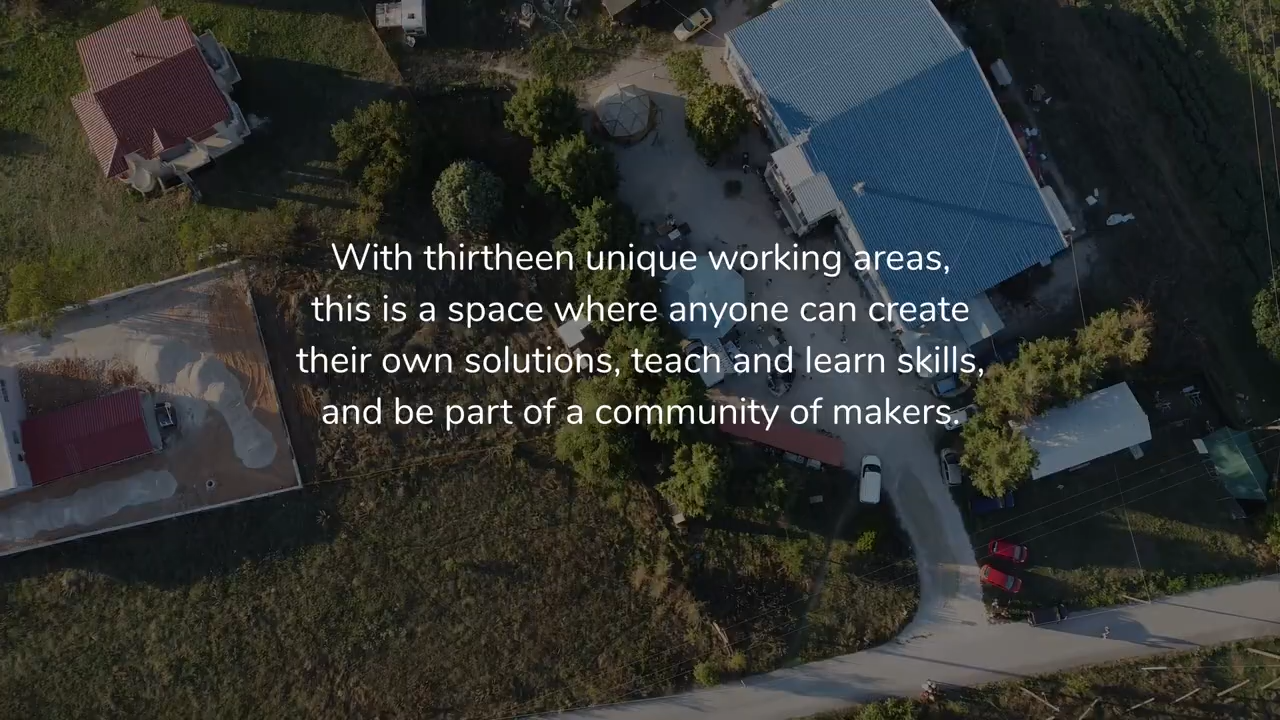 With thirtheen unique working areas,
this is a space where anyone can create
their own solutions, teach and learn skills,
and be part of a community of makers.